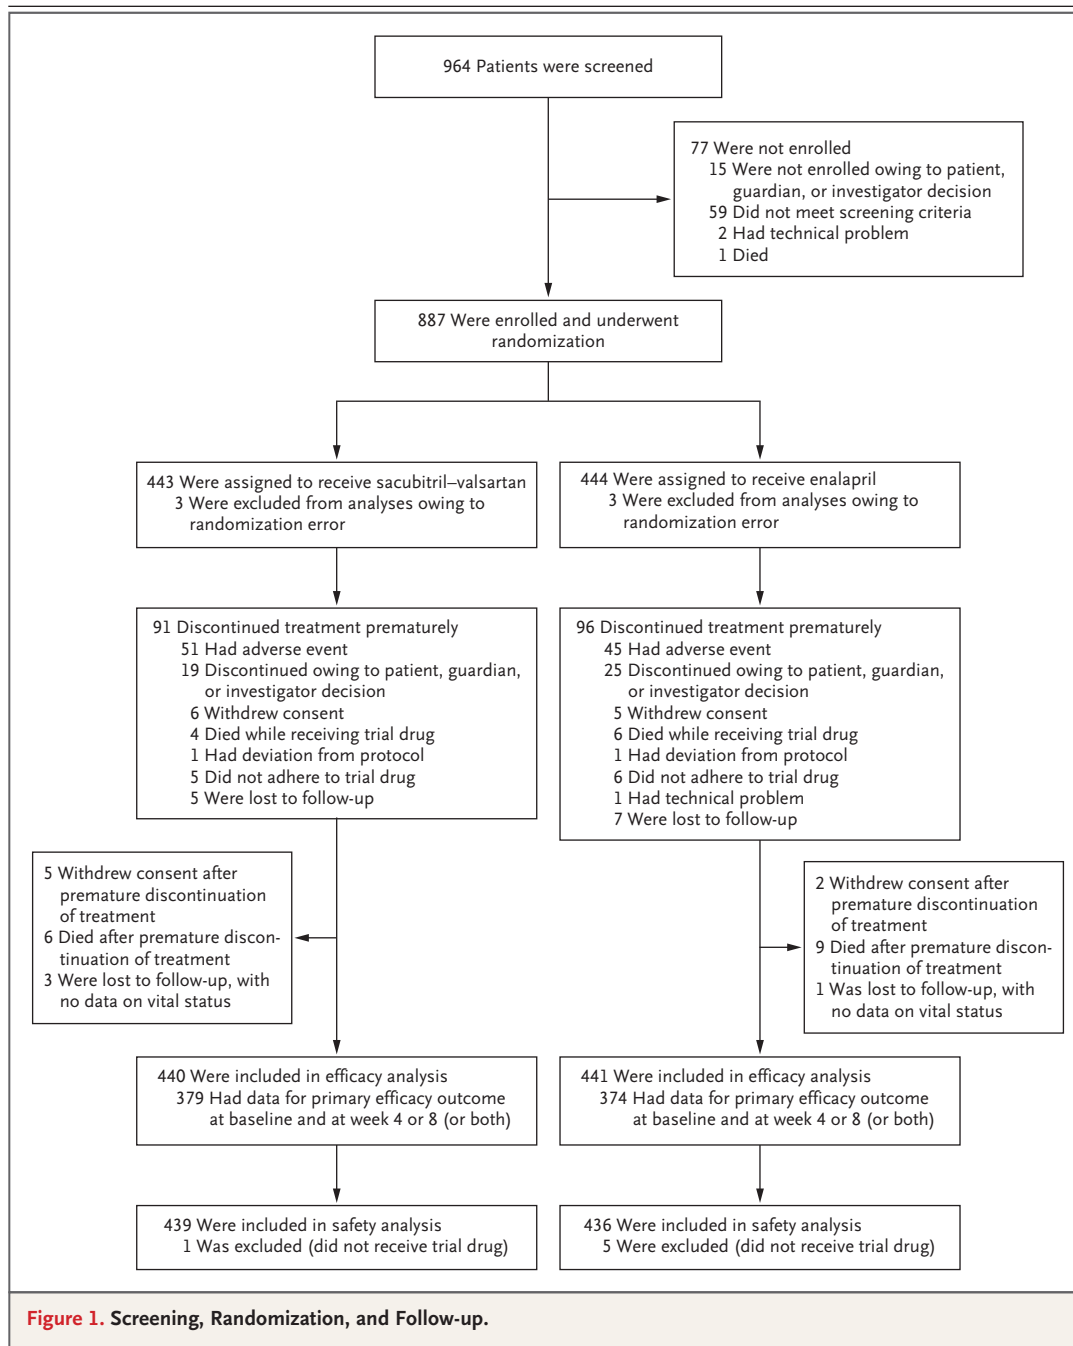 964 Patients were screened
77 Were not enrolled
15 Were not enrolled owing to patient,
guardian, or investigator decision
59 Did not meet screening criteria
2 Had technical problem
1 Died
887 Were enrolled and underwent
randomization
443 Were assigned to receive sacubitril–valsartan
3 Were excluded from analyses owing to
randomization error
444 Were assigned to receive enalapril
3 Were excluded from analyses owing to
randomization error
91 Discontinued treatment prematurely
51 Had adverse event
19 Discontinued owing to patient, guardian,
or investigator decision
6 Withdrew consent
4 Died while receiving trial drug
1 Had deviation from protocol
5 Did not adhere to trial drug
5 Were lost to follow-up
96 Discontinued treatment prematurely
45 Had adverse event
25 Discontinued owing to patient, guardian,
or investigator decision
5 Withdrew consent
6 Died while receiving trial drug
1 Had deviation from protocol
6 Did not adhere to trial drug
1 Had technical problem
7 Were lost to follow-up
5 Withdrew consent after
premature discontinuation
of treatment
6 Died after premature discon-
tinuation of treatment
3 Were lost to follow-up, with
no data on vital status
2 Withdrew consent after
premature discontinuation
of treatment
9 Died after premature discon-
tinuation of treatment
1 Was lost to follow-up, with
no data on vital status
440 Were included in efficacy analysis
379 Had data for primary efficacy outcome
at baseline and at week 4 or 8 (or both)
441 Were included in efficacy analysis
374 Had data for primary efficacy outcome
at baseline and at week 4 or 8 (or both)
439 Were included in safety analysis
1 Was excluded (did not receive trial drug)
436 Were included in safety analysis
5 Were excluded (did not receive trial drug)
Figure 1. Screening, Randomization, and Follow-up.